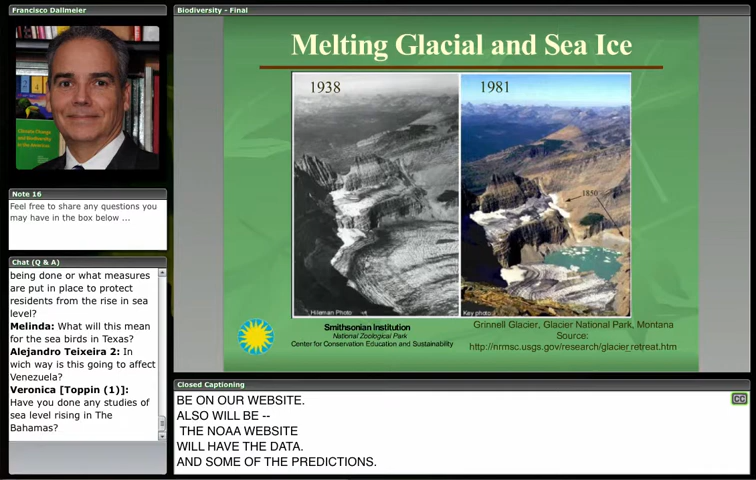 Francisco Dallmeier
Biodiversity - Final
Melting Glacial and Sea Ice
1938
1981
1850
Hileman Photo
Key photo
Smithsonian Institution
National Zoological Park
Center for Conservation Education and Sustainability
Grinnell Glacier, Glacier National Park, Montana
Source:
http://nrmsc.usgs.gov/research/glacier_retreat.htm
Note 16
Feel free to share any questions you
may have in the box below ...
Chat (Q & A)
being done or what measures
are put in place to protect
residents from the rise in sea
level?
Melinda: What will this mean
for the sea birds in Texas?
Alejandro Teixeira 2: In
wich way is this going to affect
Venezuela?
Veronica [Toppin (1)]:
Have you done any studies of
sea level rising in The
Bahamas?
Closed Captioning
CC
BE ON OUR WEBSITE.
ALSO WILL BE --
THE NOAA WEBSITE
WILL HAVE THE DATA.
AND SOME OF THE PREDICTIONS.